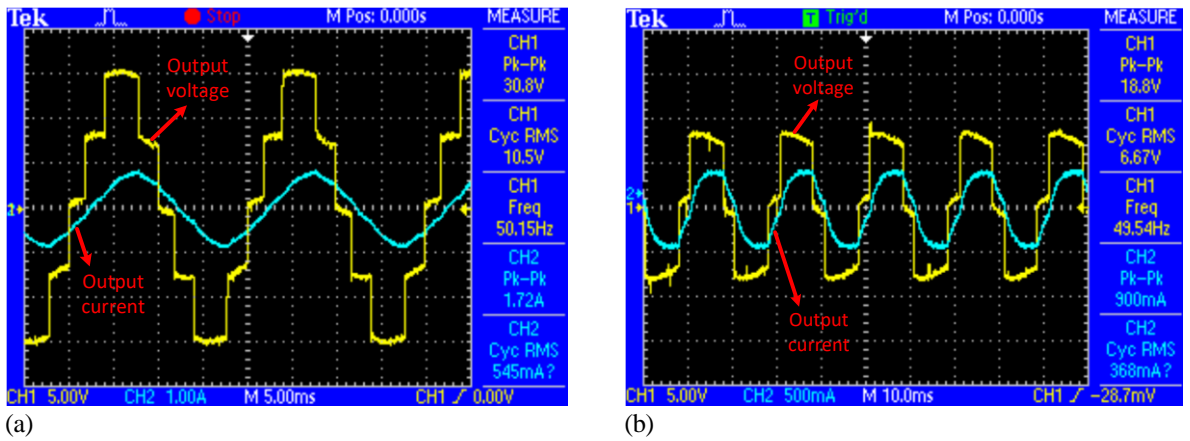 Tek Stop M Pos: 0.000s MEASURE
CH1
Pk-Pk
30.8V
CH1
Cyc RMS
10.5V
CH1
Freq
50.15Hz
CH2
Pk-Pk
1.72A
CH2
Cyc RMS
545mA?
Output
voltage
Output
current
CH1 5.00V CH2 1.00A M 5.00ms CH1 0.00V
(a)
Tek T Trig'd M Pos: 0.000s MEASURE
CH1
Pk-Pk
18.8V
CH1
Cyc RMS
6.67V
CH1
Freq
49.54Hz
CH2
Pk-Pk
900mA
CH2
Cyc RMS
368mA?
Output
voltage
2
1
Output
current
CH1 5.00V CH2 500mA M 10.0ms CH1 -28.7mV
(b)